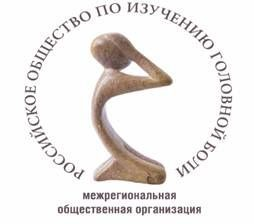 РОССИЙСКОЕ ОБЩЕСТВО ПО ИЗУЧЕНИЮ ГОЛОВНОЙ БОЛИ
межрегиональная
общественная организация